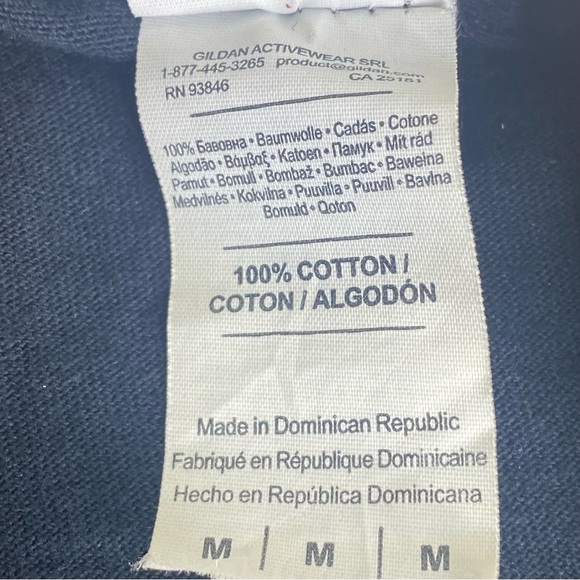 GILDAN ACTIVEWEAR SRL
1-877-445-3265 product@gildan.com
RN 93846 CA 25181
100% Бавовна • Baumwolle • Cadás • Cotone
Algodão • Βάμβαξ • Katoen • Памук • Mit rád
Pamut • Bomull • Bombaž • Bumbac • Bawełna
Medvilnės • Kokvilna • Puuvilla • Puuvill • Bavlna
Bomuld • Qoton
100% COTTON /
COTON / ALGODÓN
Made in Dominican Republic
Fabriqué en République Dominicaine
Hecho en República Dominicana
M | M | M